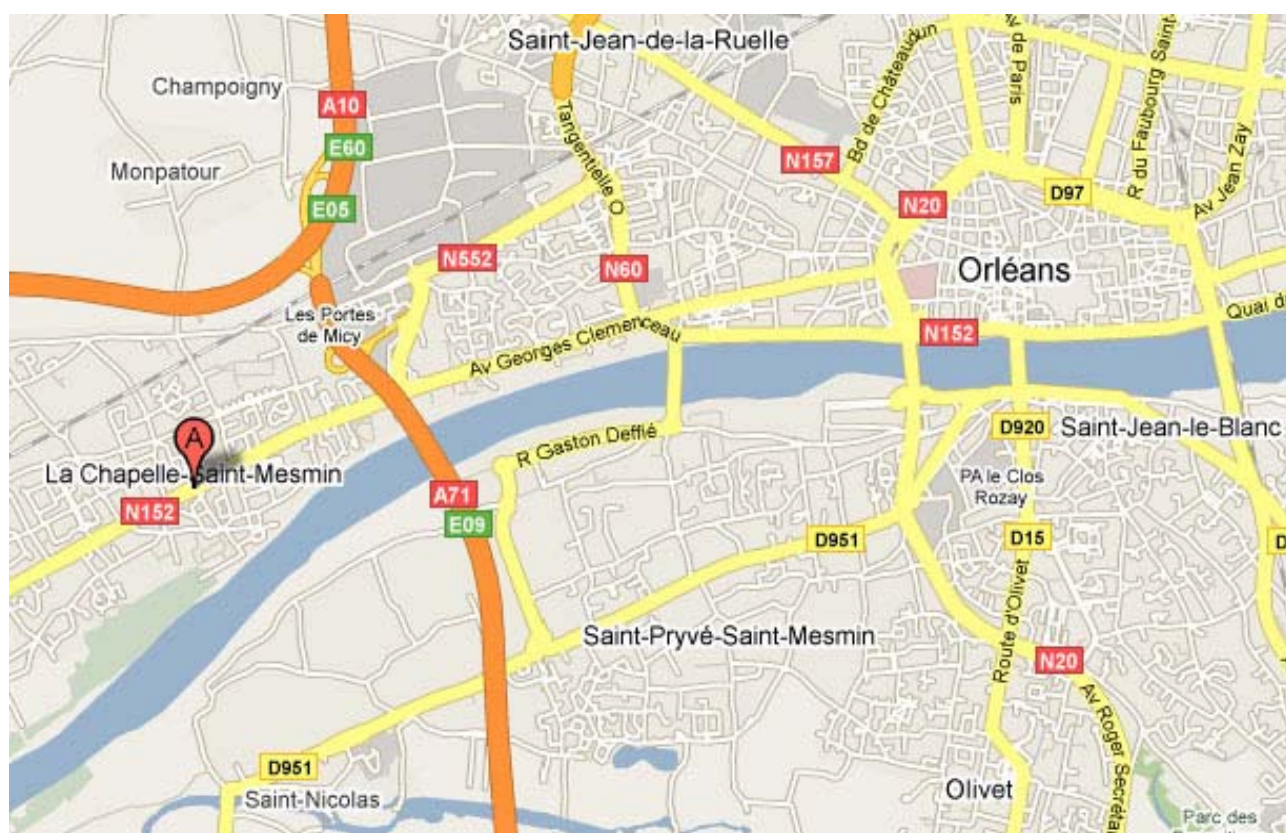 Saint-Jean-de-la-Ruelle
Champoigny
A10
E60
Monpatour
E05
Tangentielle O
N157
Bd de Châteaudun
Av de Paris
R du Faubourg Saint-
Av Jean Zay
D97
N20
N552
N60
Orléans
Les Portes
de Micy
Av Georges Clemenceau
N152
Quai d
A
La Chapelle-Saint-Mesmin
N152
R Gaston Defflé
A71
E09
D920
Saint-Jean-le-Blanc
PA le Clos
Rozay
D951
D15
D
Route d'Olivet
Saint-Pryvé-Saint-Mesmin
N20
Av Roger Secréta
D951
Saint-Nicolas
Olivet
Parc des